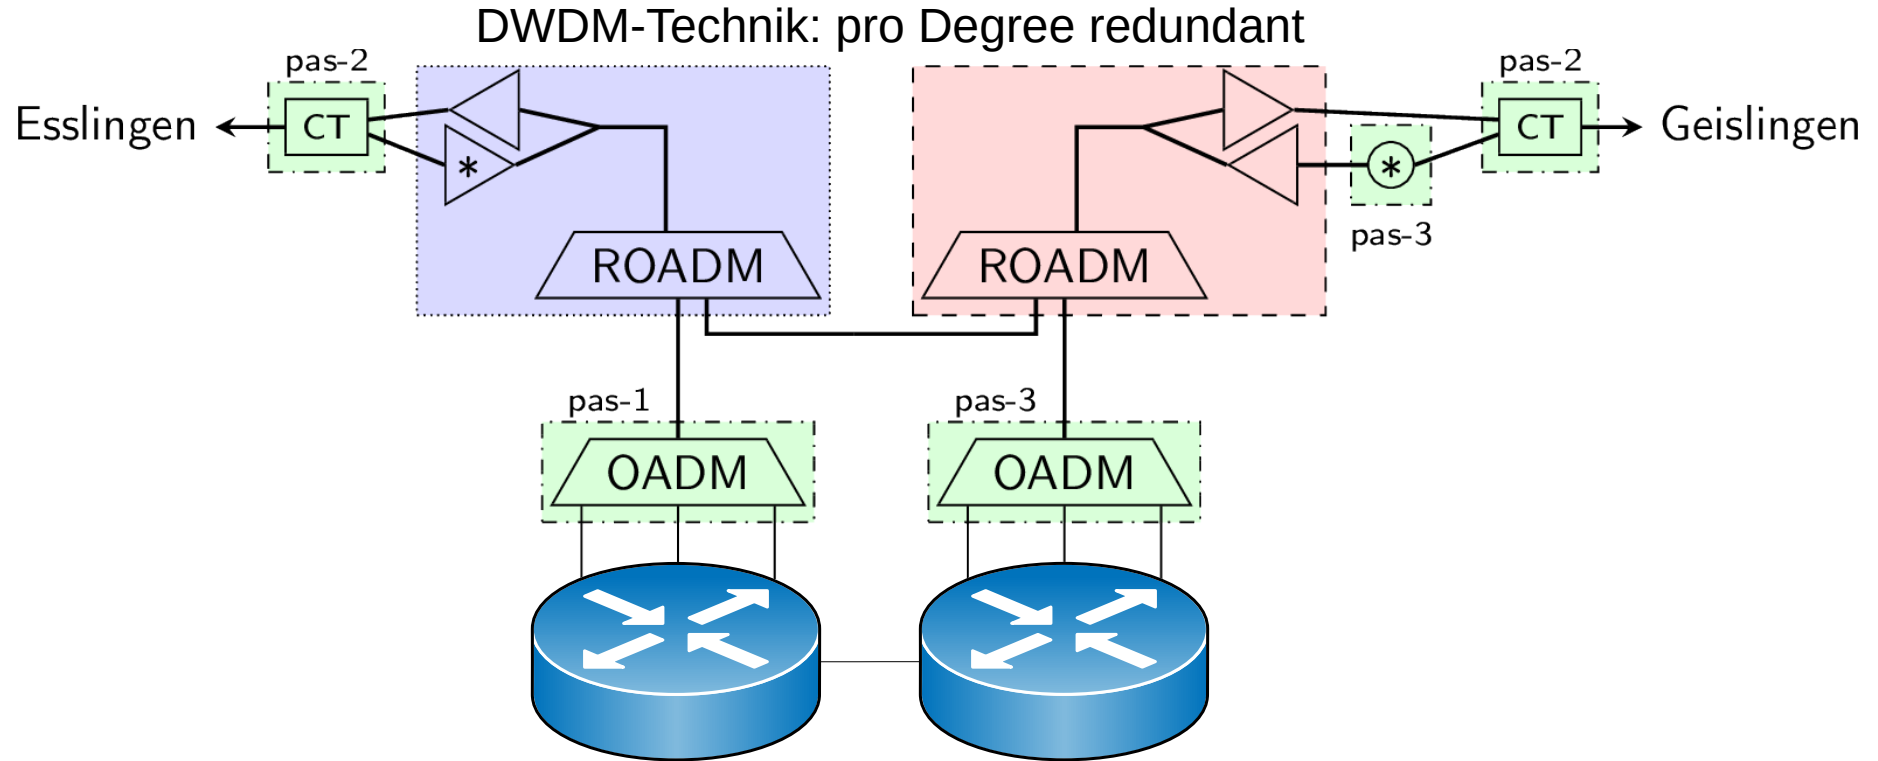 DWDM-Technik: pro Degree redundant
pas-2
pas-2
Esslingen
CT
*
CT
Geislingen
*
pas-3
ROADM
ROADM
pas-1
pas-3
OADM
OADM